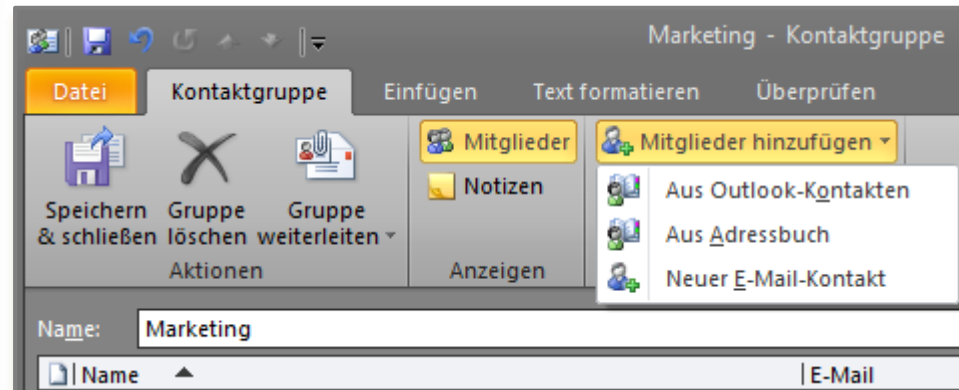 Marketing - Kontaktgruppe
Datei Kontaktgruppe Einfügen Text formatieren Überprüfen
Speichern & schließen
Gruppe löschen
Gruppe weiterleiten
Aktionen
Mitglieder
Notizen
Anzeigen
Mitglieder hinzufügen
Aus Outlook-Kontakten
Aus Adressbuch
Neuer E-Mail-Kontakt
Name: Marketing
Name E-Mail